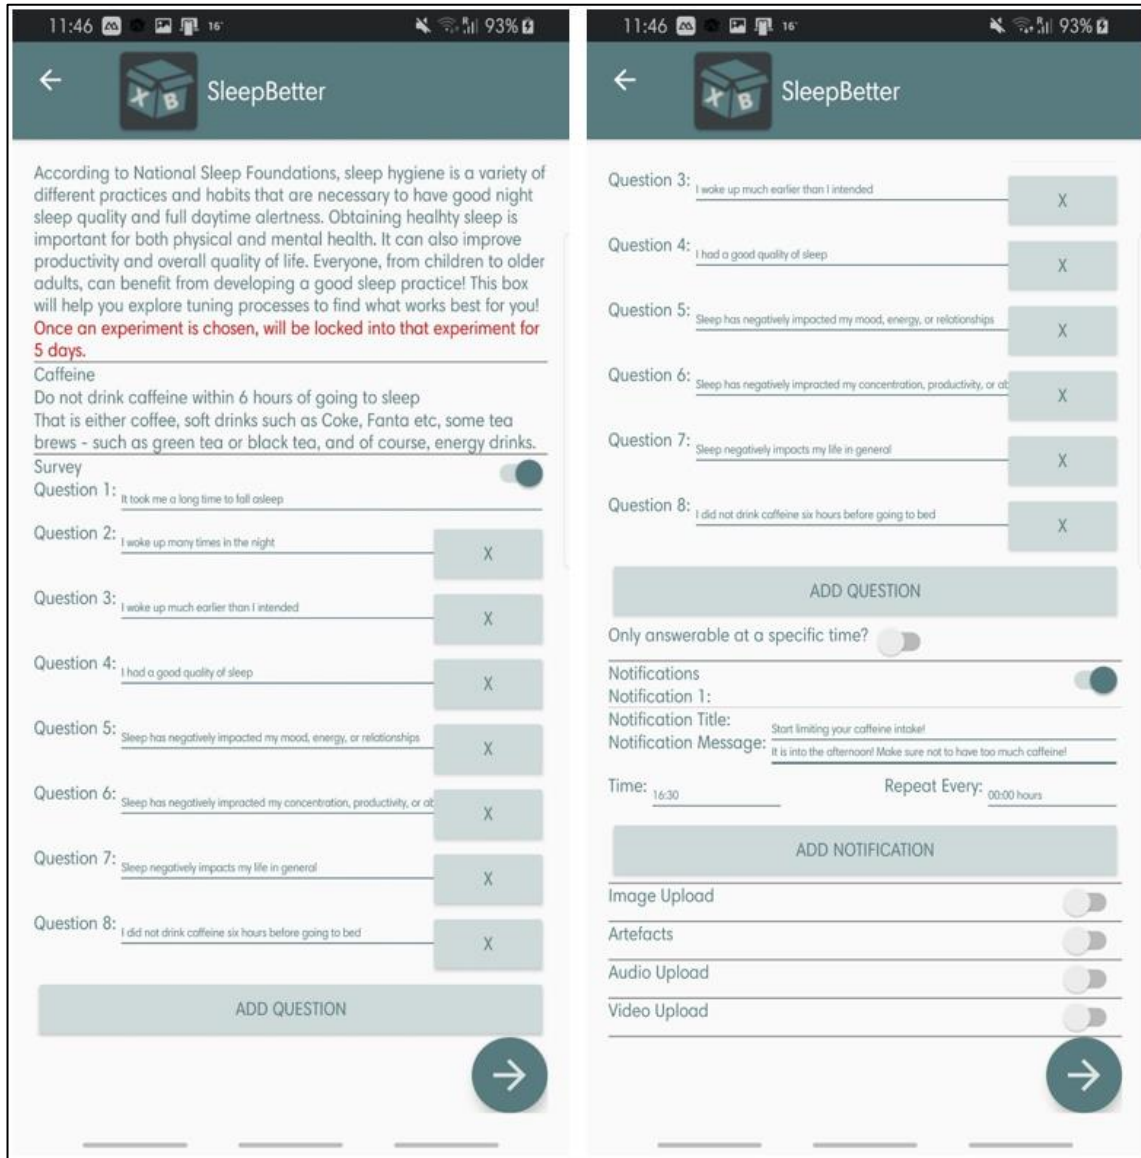 11:46 16° 93%
X B SleepBetter
According to National Sleep Foundations, sleep hygiene is a variety of
different practices and habits that are necessary to have good night
sleep quality and full daytime alertness. Obtaining healhty sleep is
important for both physical and mental health. It can also improve
productivity and overall quality of life. Everyone, from children to older
adults, can benefit from developing a good sleep practice! This box
will help you explore tuning processes to find what works best for you!
Once an experiment is chosen, will be locked into that experiment for
5 days.
Caffeine
Do not drink caffeine within 6 hours of going to sleep
That is either coffee, soft drinks such as Coke, Fanta etc, some tea
brews - such as green tea or black tea, and of course, energy drinks.
Survey
Question 1: It took me a long time to fall asleep
Question 2: I woke up many times in the night X
Question 3: I woke up much earlier than I intended X
Question 4: I had a good quality of sleep X
Question 5: Sleep has negatively impacted my mood, energy, or relationships X
Question 6: Sleep has negatively impracted my concentration, productivity, or ab X
Question 7: Sleep negatively impacts my life in general X
Question 8: I did not drink caffeine six hours before going to bed X
ADD QUESTION
11:46 16° 93%
X B SleepBetter
Question 3: I woke up much earlier than I intended X
Question 4: I had a good quality of sleep X
Question 5: Sleep has negatively impacted my mood, energy, or relationships X
Question 6: Sleep has negatively impracted my concentration, productivity, or ab X
Question 7: Sleep negatively impacts my life in general X
Question 8: I did not drink caffeine six hours before going to bed X
ADD QUESTION
Only answerable at a specific time?
Notifications
Notification 1:
Notification Title: Start limiting your caffeine intake!
Notification Message: It is into the afternoon! Make sure not to have too much caffeine!
Time: 16:30 Repeat Every: 00:00 hours
ADD NOTIFICATION
Image Upload
Artefacts
Audio Upload
Video Upload